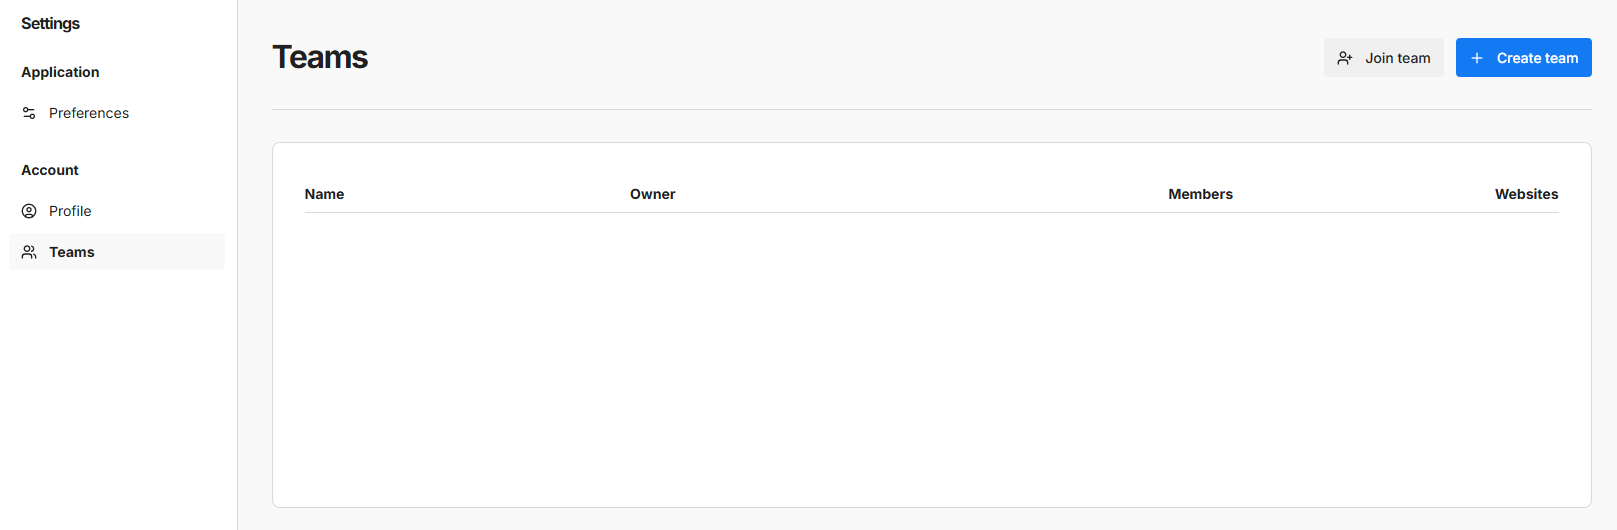 Settings
Application
Preferences
Account
Profile
Teams
Teams
Join team
Create team
Name Owner Members Websites